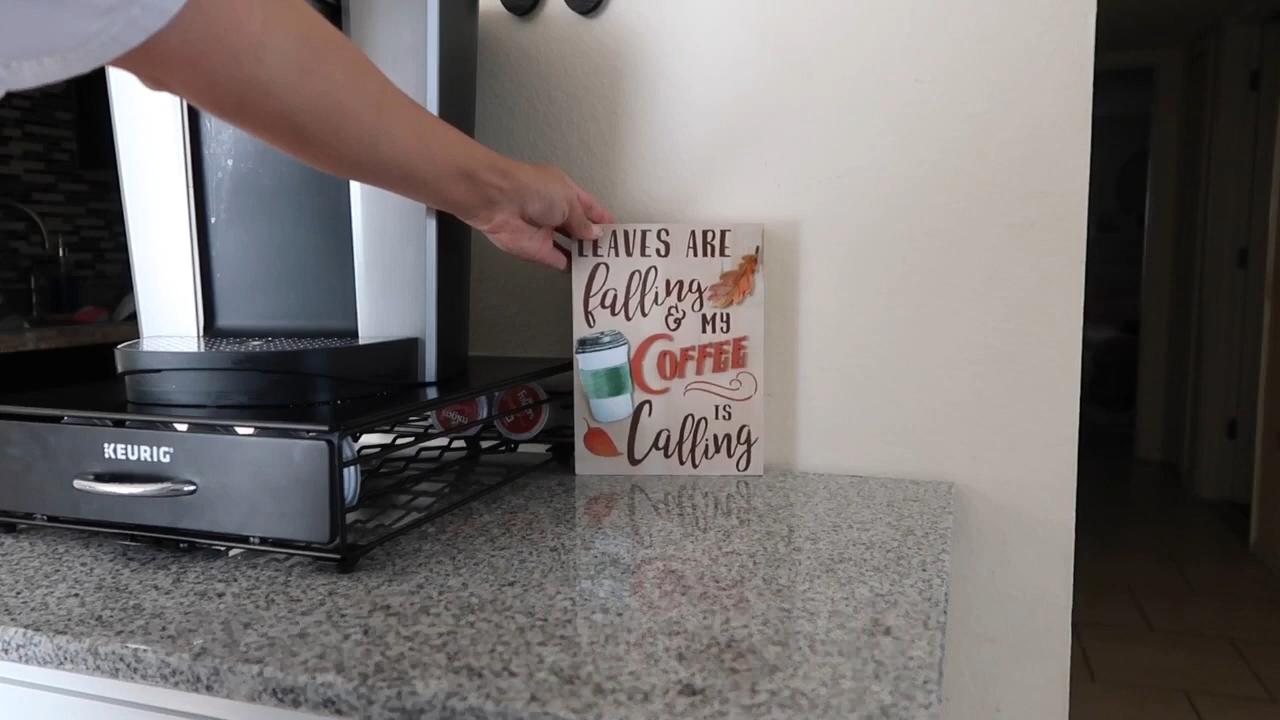 LEAVES ARE
falling
& MY
COFFEE
IS
Calling
KEURIG